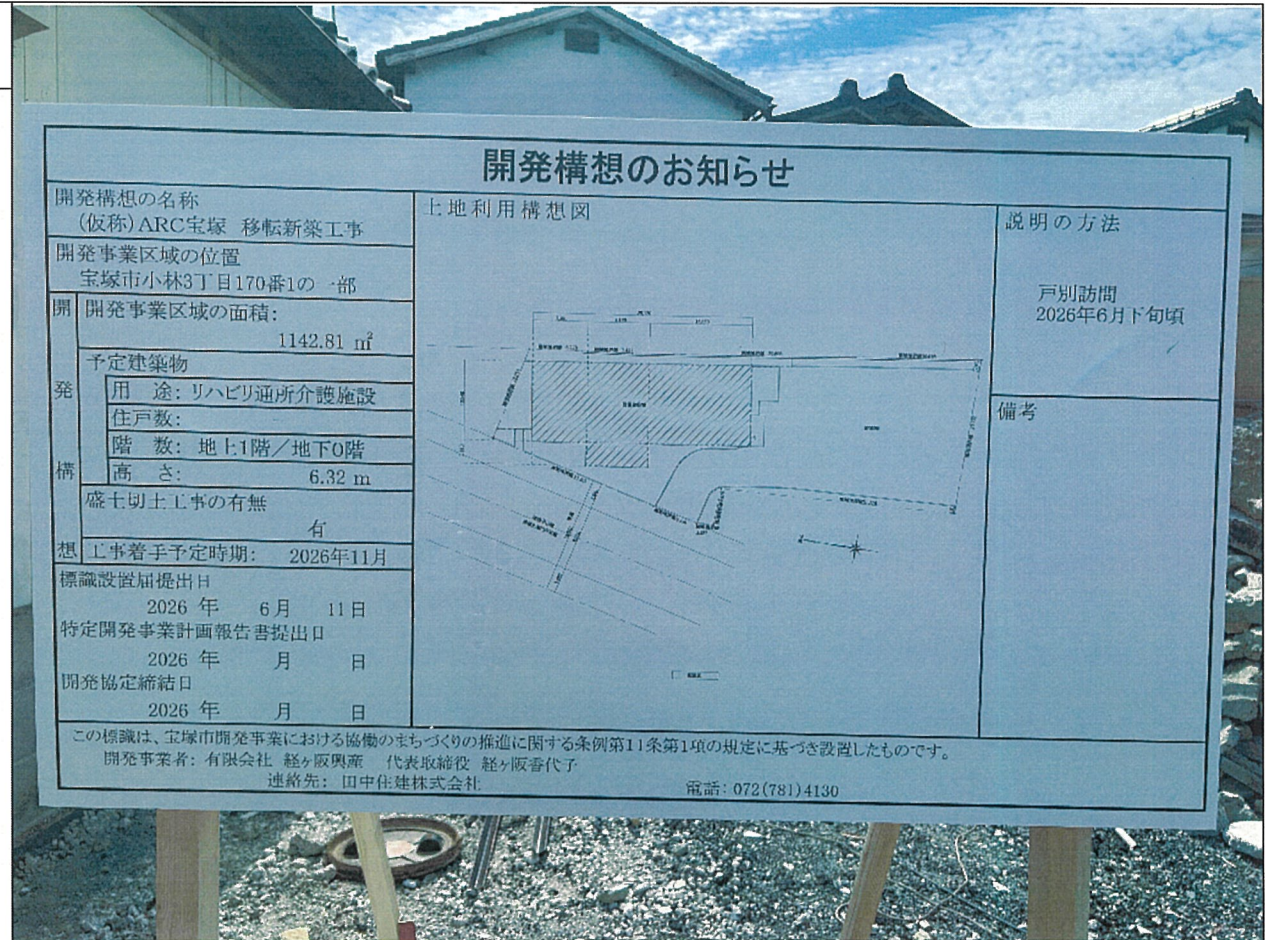 開発構想のお知らせ
開発構想の名称
(仮称)ARC宝塚 移転新築工事
開発事業区域の位置
宝塚市小林3丁目170番1の一部
開発構想
開発事業区域の面積:
1142.81 ㎡
予定建築物
用 途: リハビリ通所介護施設
住戸数:
階 数: 地上1階/地下0階
高 さ: 6.32 m
盛土切土工事の有無
有
工事着手予定時期: 2026年11月
標識設置届提出日
2026 年 6月 11日
特定開発事業計画報告書提出日
2026 年 月 日
開発協定締結日
2026 年 月 日
土地利用構想図
説明の方法
戸別訪問
2026年6月下旬頃
備考
この標識は、宝塚市開発事業における協働のまちづくりの推進に関する条例第11条第1項の規定に基づき設置したものです。
開発事業者: 有限会社 経ヶ阪興産 代表取締役 経ヶ阪香代子
連絡先: 田中住建株式会社 電話: 072(781)4130